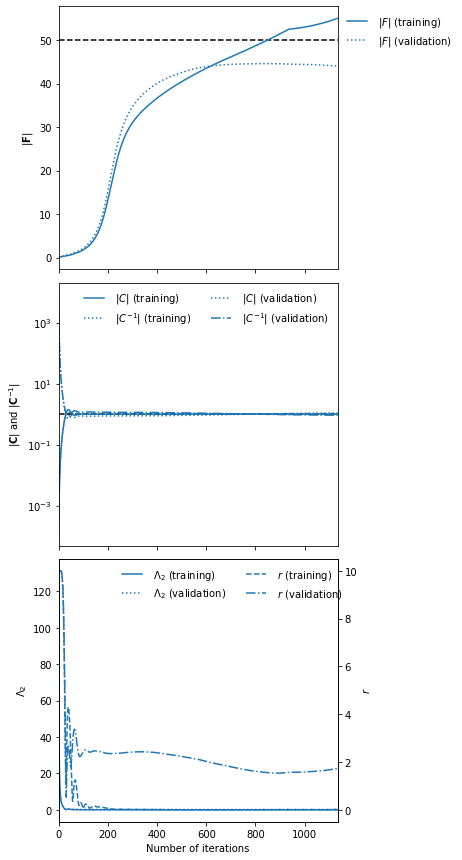 |F| (training)
|F| (validation)
50
40
30
20
10
0
|F|
|C| (training)
|C⁻¹| (training)
|C| (validation)
|C⁻¹| (validation)
10³
10¹
10⁻¹
10⁻³
|C| and |C⁻¹|
Λ₂ (training)
Λ₂ (validation)
r (training)
r (validation)
120
100
80
60
40
20
0
Λ₂
10
8
6
4
2
0
r
0 200 400 600 800 1000
Number of iterations